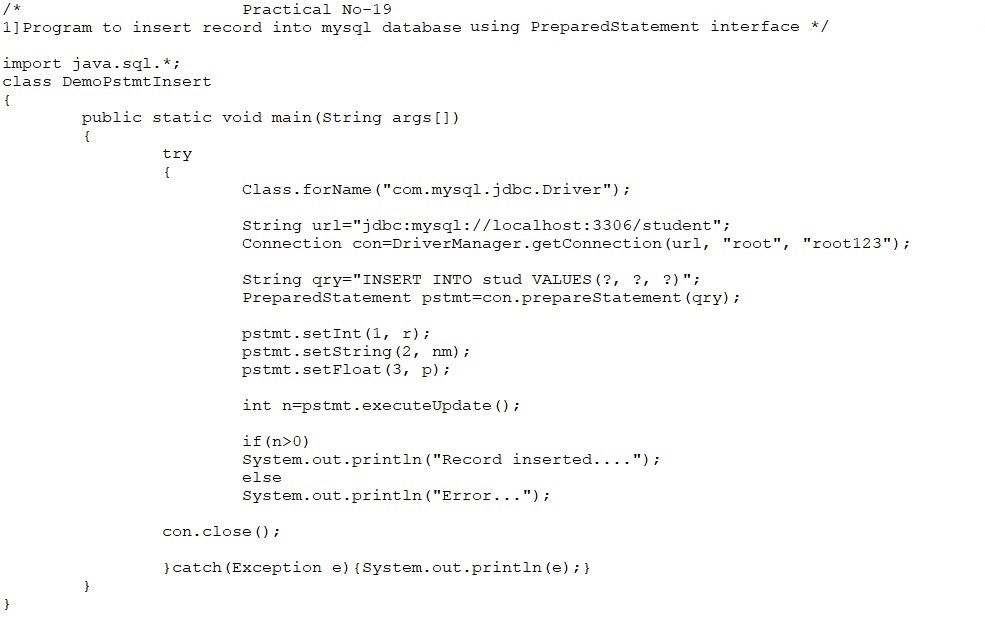 /* Practical No-19
1]Program to insert record into mysql database using PreparedStatement interface */
import java.sql.*;
class DemoPstmtInsert
{
public static void main(String args[])
{
try
{
Class.forName("com.mysql.jdbc.Driver");
String url="jdbc:mysql://localhost:3306/student";
Connection con=DriverManager.getConnection(url, "root", "root123");
String qry="INSERT INTO stud VALUES(?, ?, ?)";
PreparedStatement pstmt=con.prepareStatement(qry);
pstmt.setInt(1, r);
pstmt.setString(2, nm);
pstmt.setFloat(3, p);
int n=pstmt.executeUpdate();
if(n>0)
System.out.println("Record inserted....");
else
System.out.println("Error...");
con.close();
}catch(Exception e){System.out.println(e);}
}
}